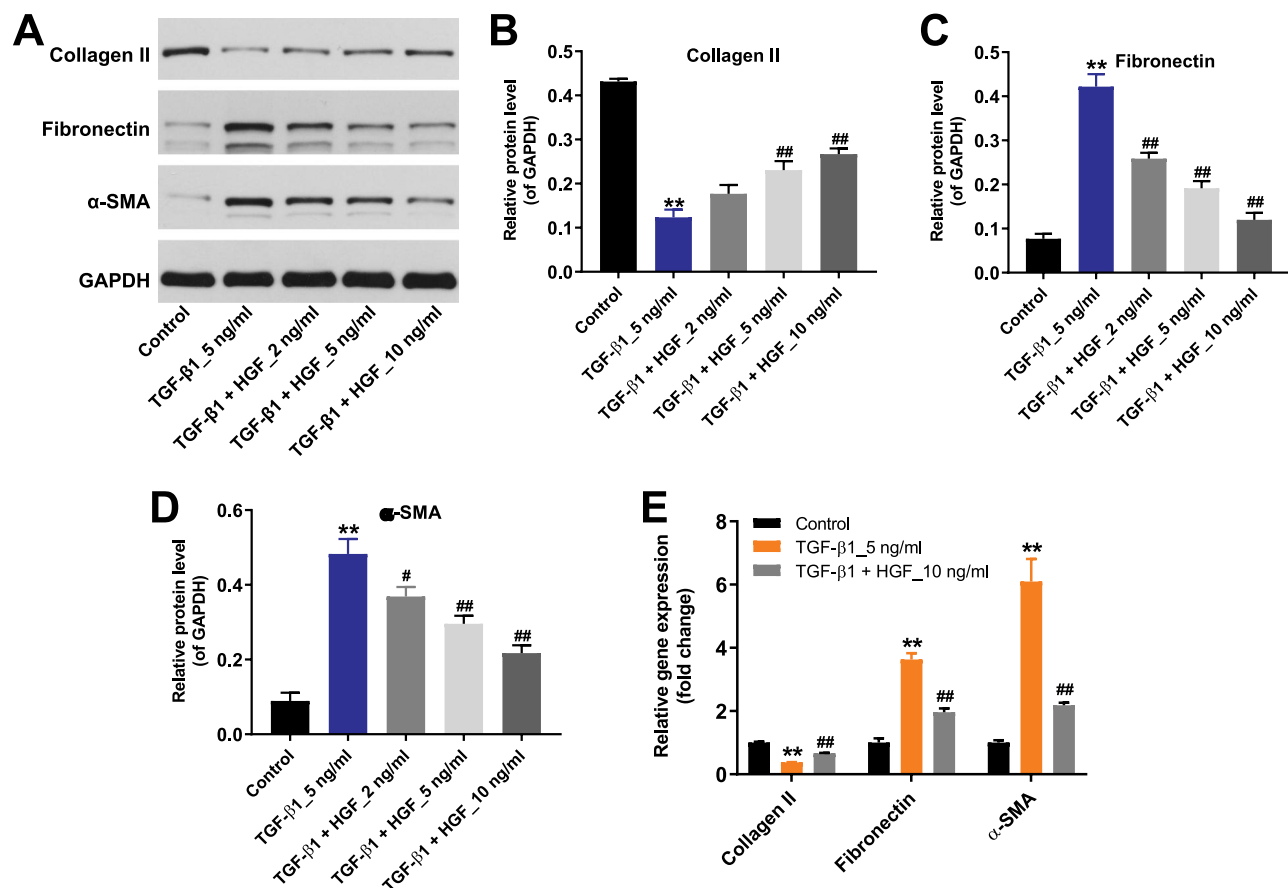 A
Collagen II
Fibronectin
α-SMA
GAPDH
Control
TGF-β1_5 ng/ml
TGF-β1 + HGF_2 ng/ml
TGF-β1 + HGF_5 ng/ml
TGF-β1 + HGF_10 ng/ml
B
Collagen II
Relative protein level
(of GAPDH)
0.5
0.4
0.3
0.2
0.1
0.0
**
##
##
Control
TGF-β1_5 ng/ml
TGF-β1 + HGF_2 ng/ml
TGF-β1 + HGF_5 ng/ml
TGF-β1 + HGF_10 ng/ml
C
Fibronectin
Relative protein level
(of GAPDH)
0.5
0.4
0.3
0.2
0.1
0.0
**
##
##
##
Control
TGF-β1_5 ng/ml
TGF-β1 + HGF_2 ng/ml
TGF-β1 + HGF_5 ng/ml
TGF-β1 + HGF_10 ng/ml
D
α-SMA
Relative protein level
(of GAPDH)
0.6
0.4
0.2
0.0
**
#
##
##
Control
TGF-β1_5 ng/ml
TGF-β1 + HGF_2 ng/ml
TGF-β1 + HGF_5 ng/ml
TGF-β1 + HGF_10 ng/ml
E
Relative gene expression
(fold change)
8
6
4
2
0
Control
TGF-β1_5 ng/ml
TGF-β1 + HGF_10 ng/ml
**
##
**
##
**
##
Collagen II
Fibronectin
α-SMA